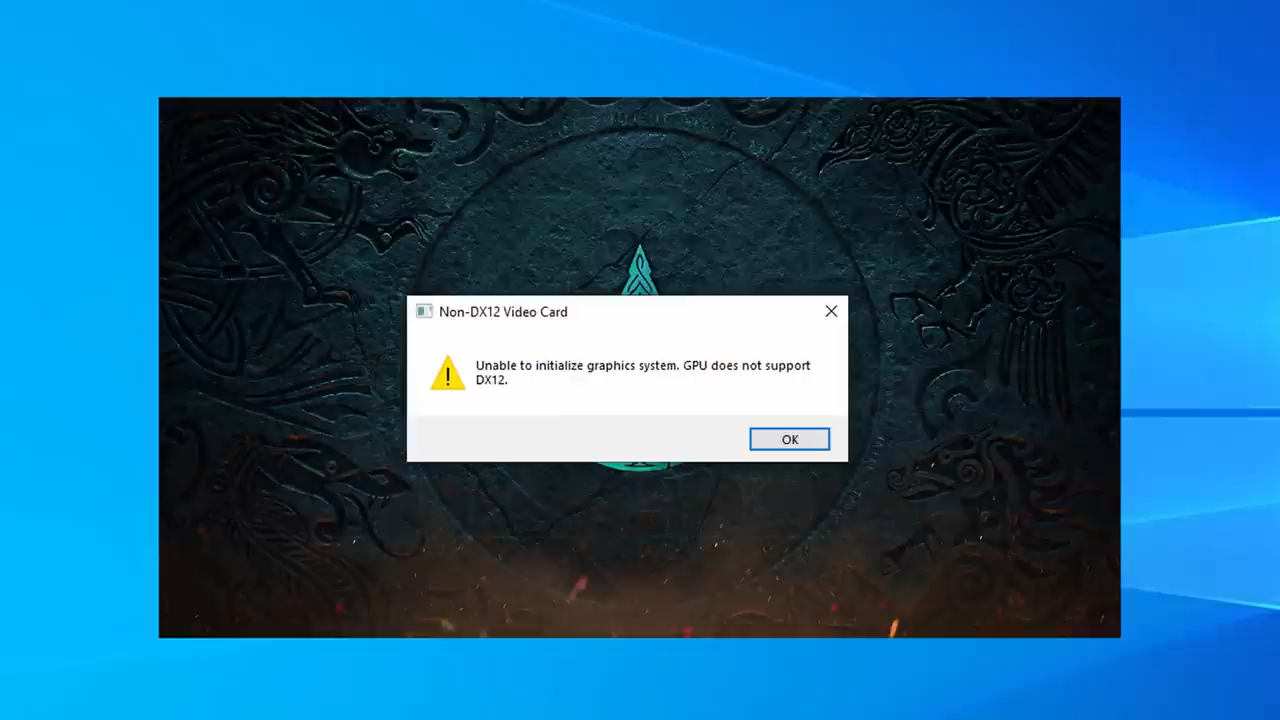 Non-DX12 Video Card
Unable to initialize graphics system. GPU does not support
DX12.
OK